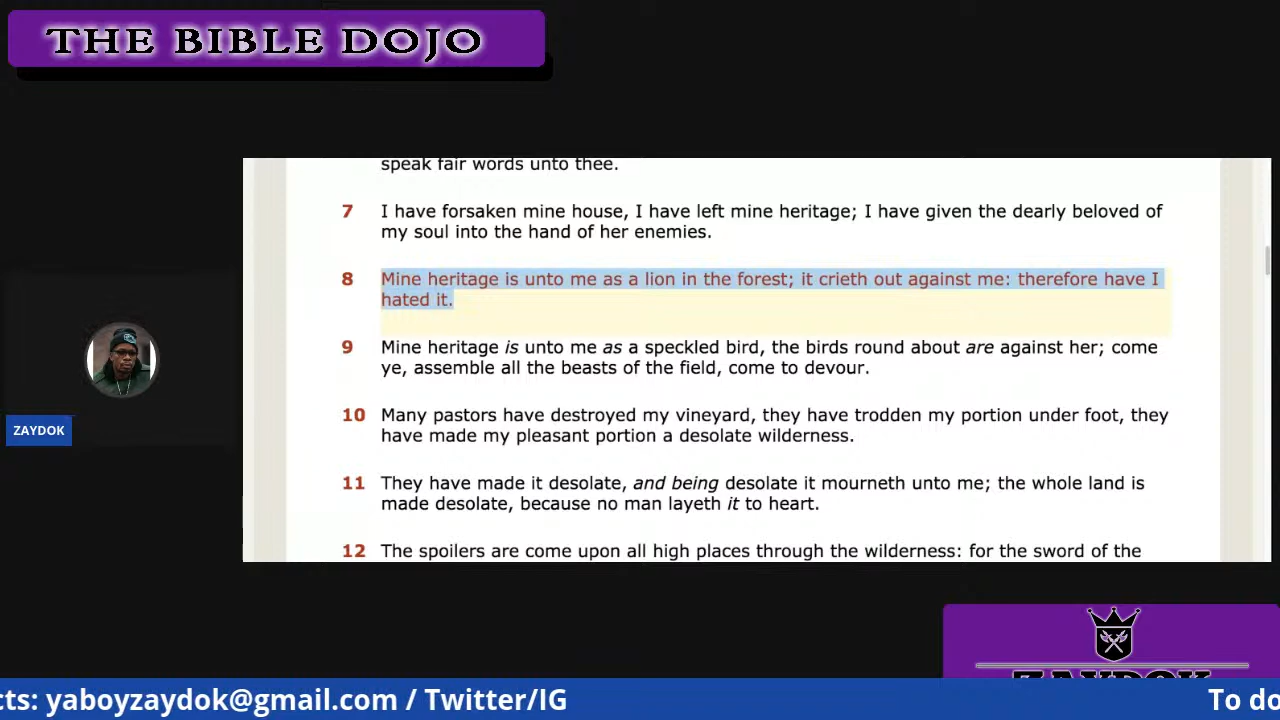 THE BIBLE DOJO
speak fair words unto thee.
7 I have forsaken mine house, I have left mine heritage; I have given the dearly beloved of
my soul into the hand of her enemies.
8 Mine heritage is unto me as a lion in the forest; it crieth out against me: therefore have I
hated it.
9 Mine heritage is unto me as a speckled bird, the birds round about are against her; come
ye, assemble all the beasts of the field, come to devour.
10 Many pastors have destroyed my vineyard, they have trodden my portion under foot, they
have made my pleasant portion a desolate wilderness.
11 They have made it desolate, and being desolate it mourneth unto me; the whole land is
made desolate, because no man layeth it to heart.
12 The spoilers are come upon all high places through the wilderness: for the sword of the
ZAYDOK
ZAYDOK
cts: yaboyzaydok@gmail.com / Twitter/IG
To do